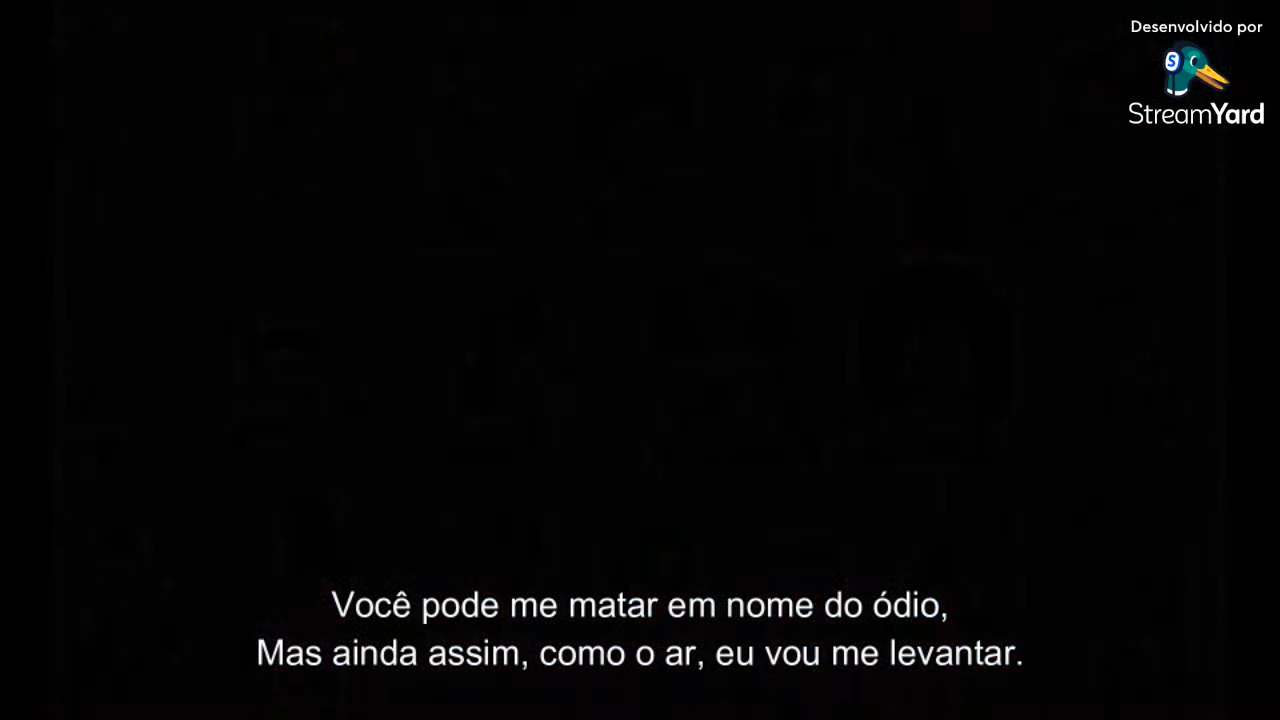 Desenvolvido por
S
StreamYard
Você pode me matar em nome do ódio,
Mas ainda assim, como o ar, eu vou me levantar.